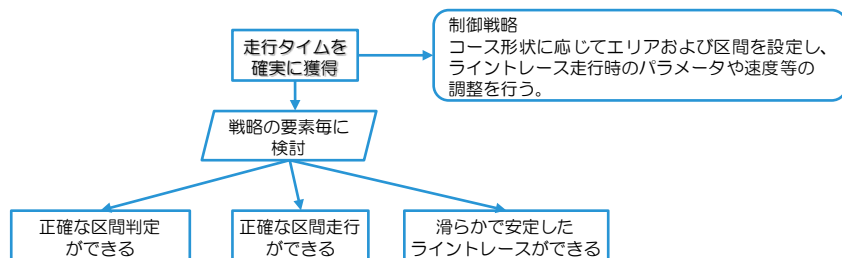 走行タイムを
確実に獲得
制御戦略
コース形状に応じてエリアおよび区間を設定し、
ライントレース走行時のパラメータや速度等の
調整を行う。
戦略の要素毎に
検討
正確な区間判定
ができる
正確な区間走行
ができる
滑らかで安定した
ライントレースができる